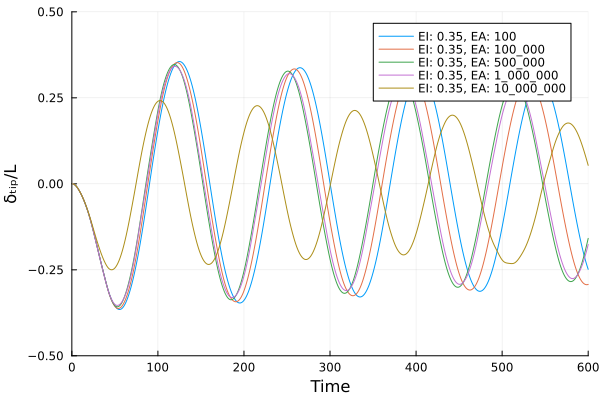 0.50
0.25
0.00
−0.25
−0.50
δₜᵢₚ/L
0
100
200
300
400
500
600
Time
EI: 0.35, EA: 100
EI: 0.35, EA: 100_000
EI: 0.35, EA: 500_000
EI: 0.35, EA: 1_000_000
EI: 0.35, EA: 10_000_000